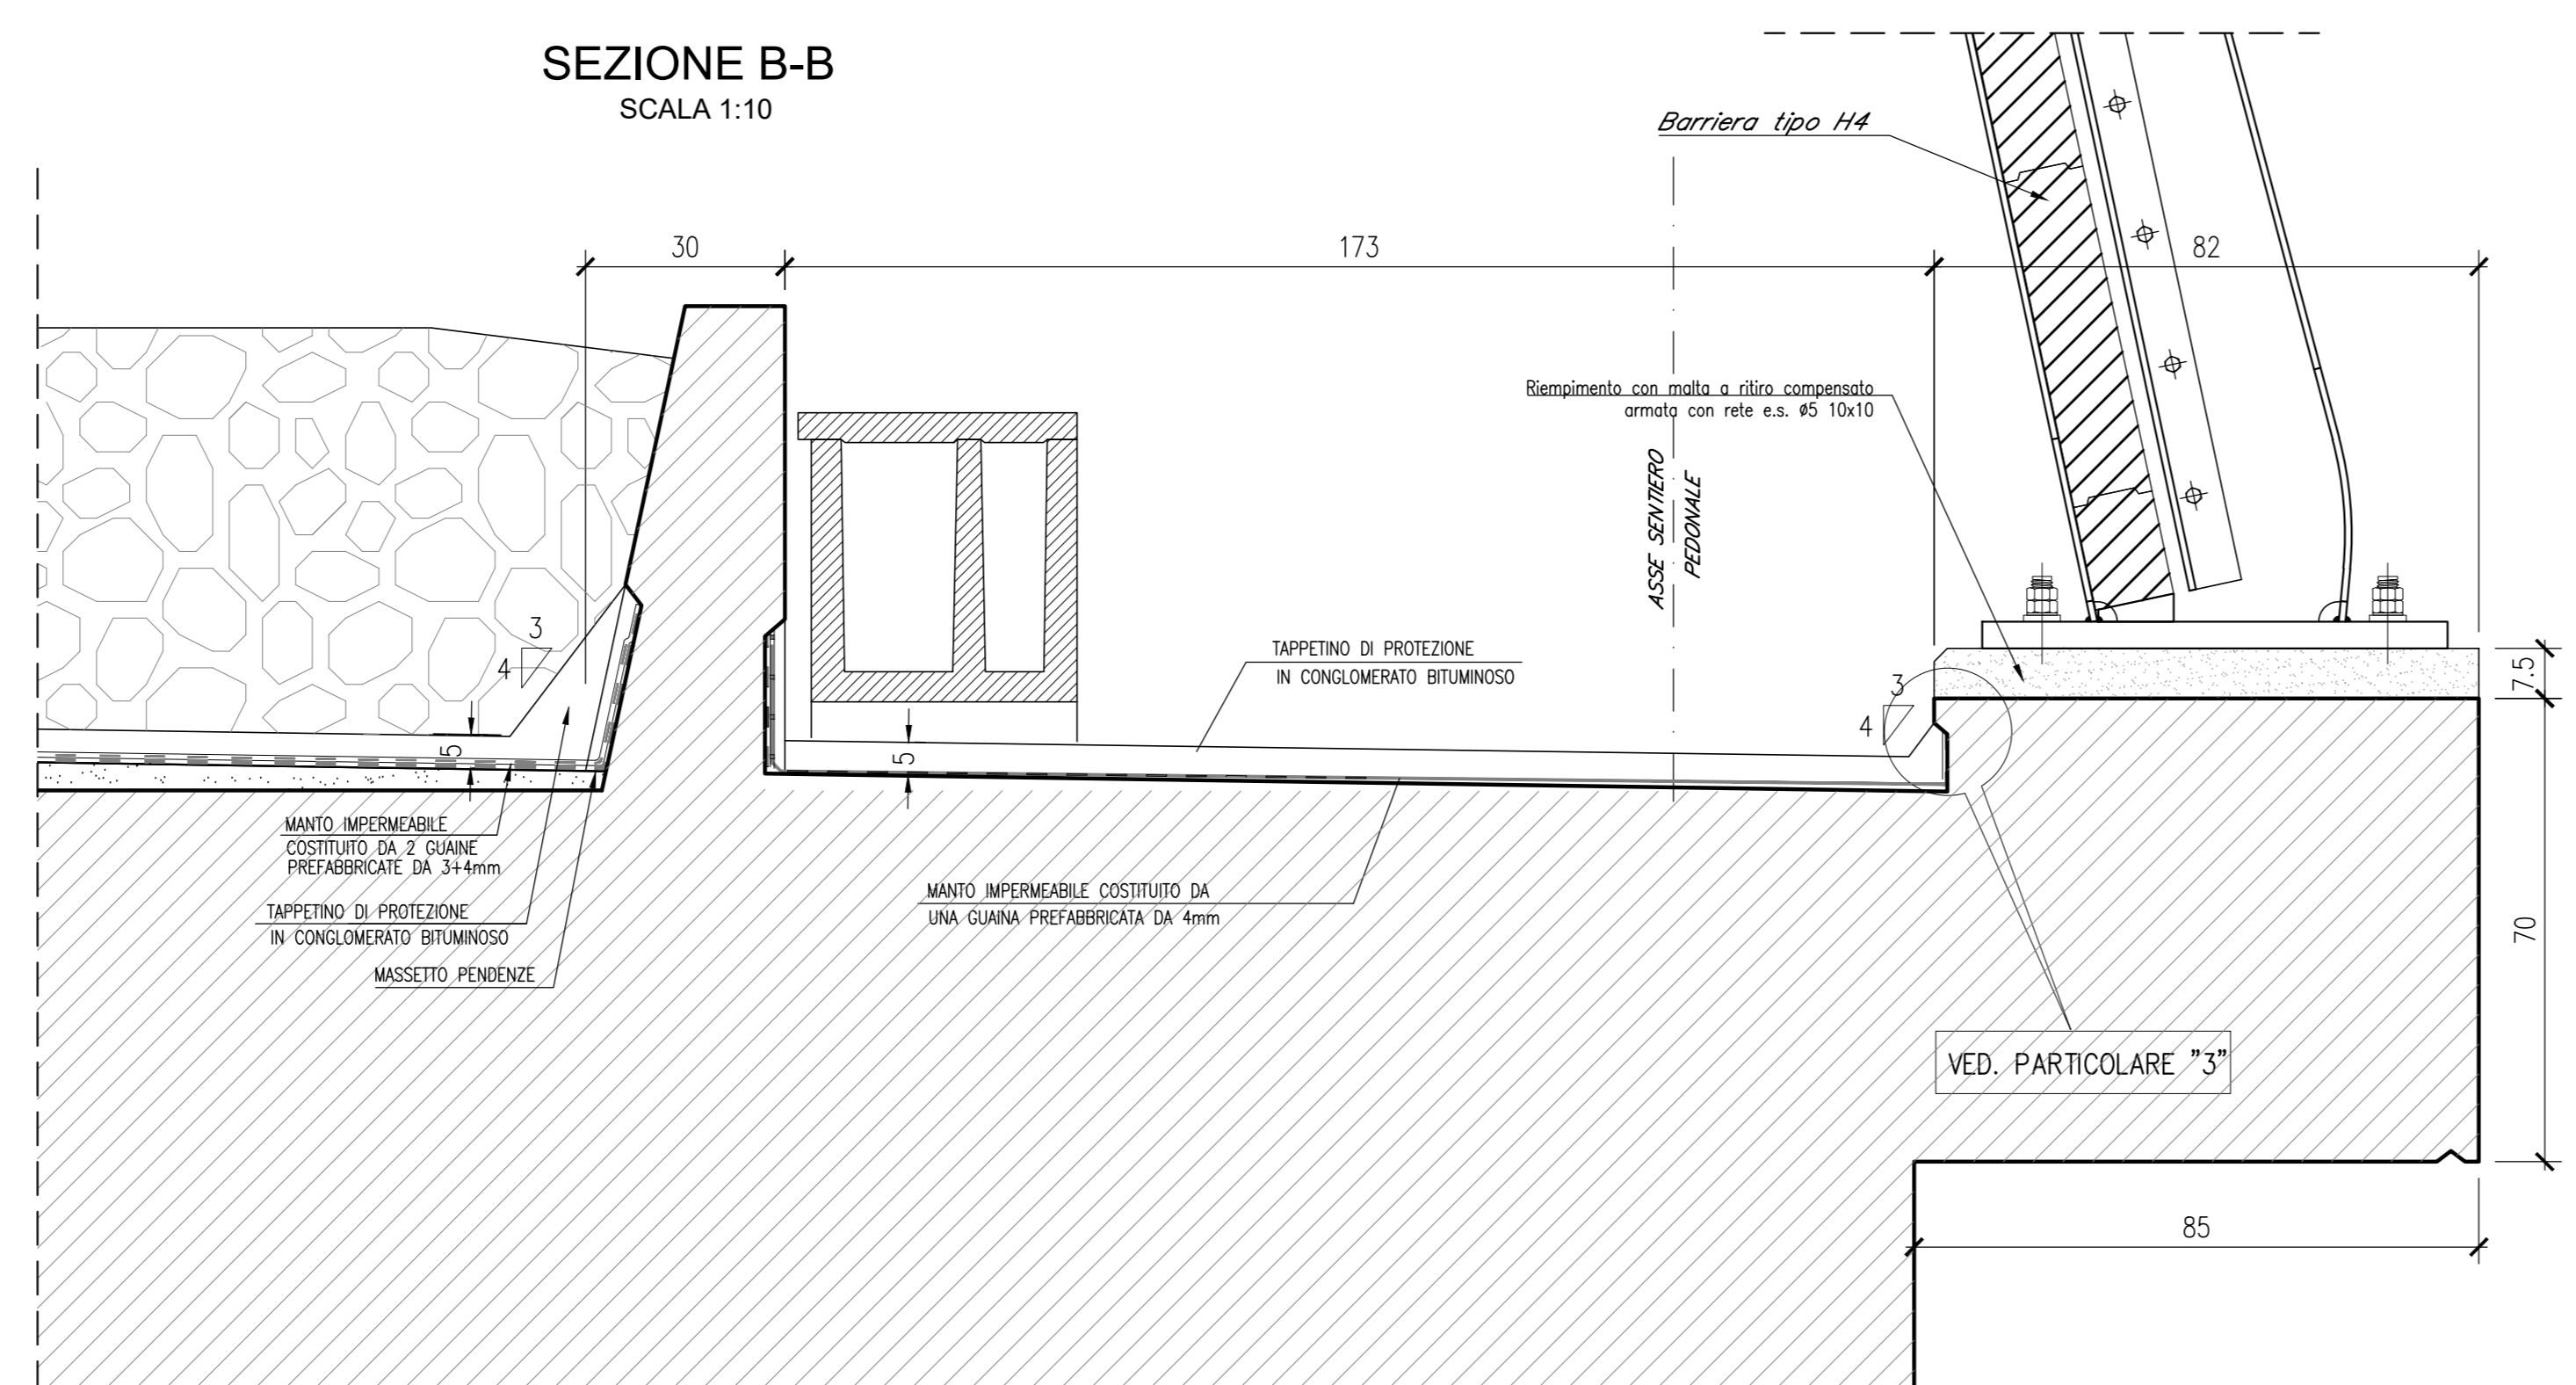 SEZIONE B-B
SCALA 1:10
Barriera tipo H4
30
173
82
Riempimento con malta a ritiro compensato
armata con rete e.s. Ø5 10x10
ASSE SENTIERO
PEDONALE
3
4
TAPPETINO DI PROTEZIONE
IN CONGLOMERATO BITUMINOSO
3
4
7.5
5
5
MANTO IMPERMEABILE
COSTITUITO DA 2 GUAINE
PREFABBRICATE DA 3+4mm
TAPPETINO DI PROTEZIONE
IN CONGLOMERATO BITUMINOSO
MASSETTO PENDENZE
MANTO IMPERMEABILE COSTITUITO DA
UNA GUAINA PREFABBRICATA DA 4mm
70
VED. PARTICOLARE "3"
85